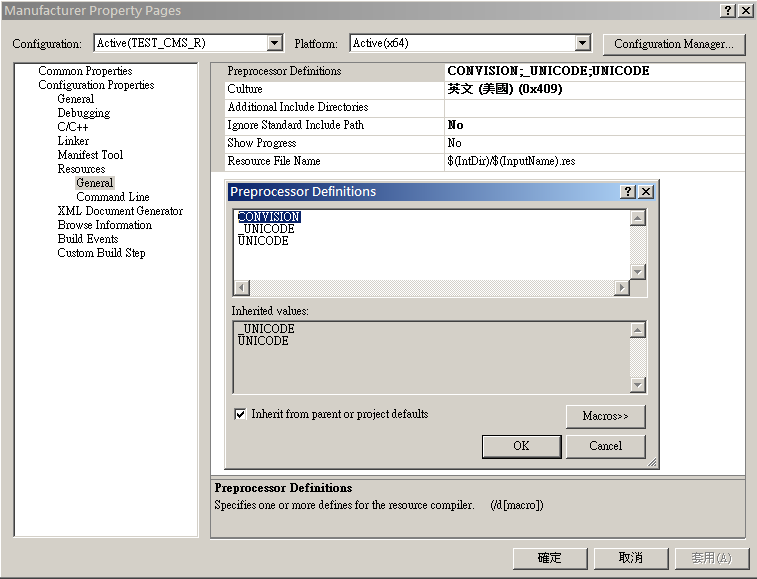 Manufacturer Property Pages
Configuration: Active(TEST_CMS_R) Platform: Active(x64) Configuration Manager...
Common Properties
Configuration Properties
General
Debugging
C/C++
Linker
Manifest Tool
Resources
General
Command Line
XML Document Generator
Browse Information
Build Events
Custom Build Step
Preprocessor Definitions CONVISION;_UNICODE;UNICODE
Culture 英文 (美國) (0x409)
Additional Include Directories
Ignore Standard Include Path No
Show Progress No
Resource File Name $(IntDir)/$(InputName).res
Preprocessor Definitions
CONVISION
_UNICODE
UNICODE
Inherited values:
_UNICODE
UNICODE
Inherit from parent or project defaults
Macros>>
OK Cancel
Preprocessor Definitions
Specifies one or more defines for the resource compiler. (/d[macro])
確定 取消 套用(A)